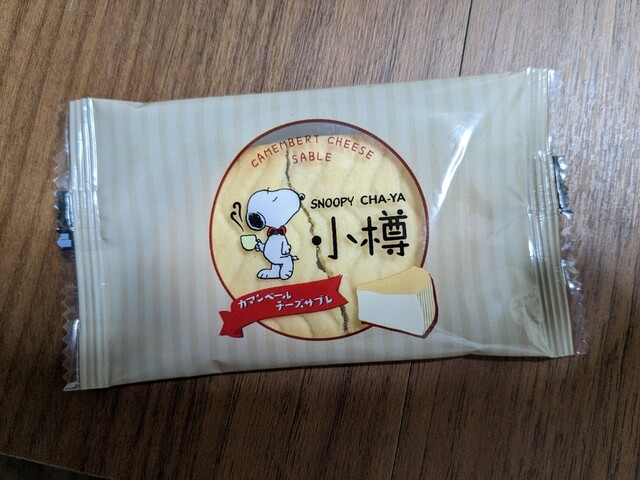 CAMEMBERT CHEESE
SABLE
SNOOPY CHA-YA
・小樽
カマンベール
チーズサブレ